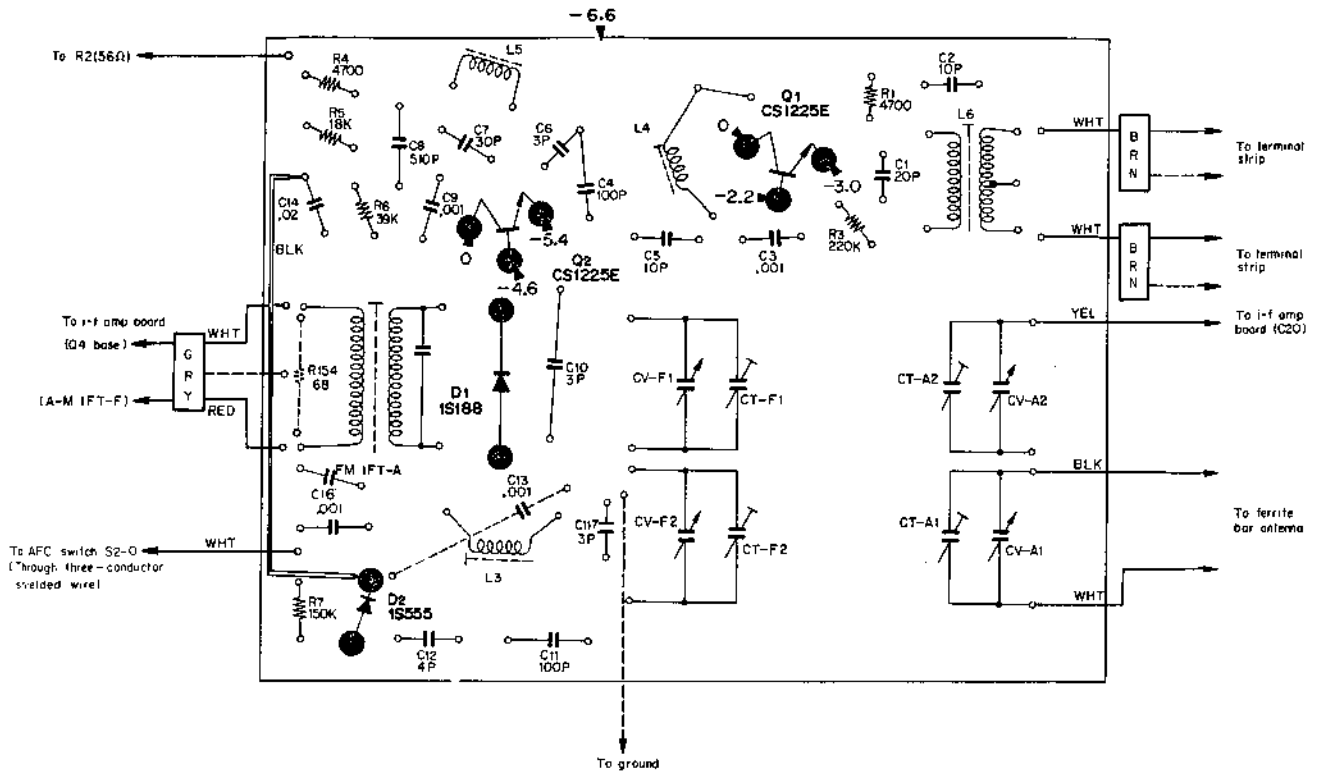 -6.6
To R2(56Ω)
R4
4700
L5
C2
10P
Q1
CS1225E
R1
4700
L6
R5
18K
C8
510P
C7
30P
C6
3P
L4
0
WHT
BRN
To terminal
strip
C4
100P
-3.0
-2.2
C1
20P
C14
.02
R6
39K
C9
.001
-5.4
BLK
0
-4.6
Q2
CS1225E
C5
10P
C3
.001
R3
220K
WHT
BRN
To terminal
strip
To i-f amp board
(Q4 base)
WHT
GRY
R154
68
(A-M IFT-F)
RED
D1
1S188
C10
3P
CV-F1
CT-F1
CT-A2
CV-A2
YEL
To i-f amp
board (C20)
FM IFT-A
C16
.001
C13
.001
C117
3P
CV-F2
CT-F2
CT-A1
CV-A1
BLK
To ferrite
bar antenna
WHT
To AFC switch S2-0
(Through three-conductor
shielded wire)
WHT
L3
R7
150K
D2
1S555
C12
4P
C11
100P
To ground